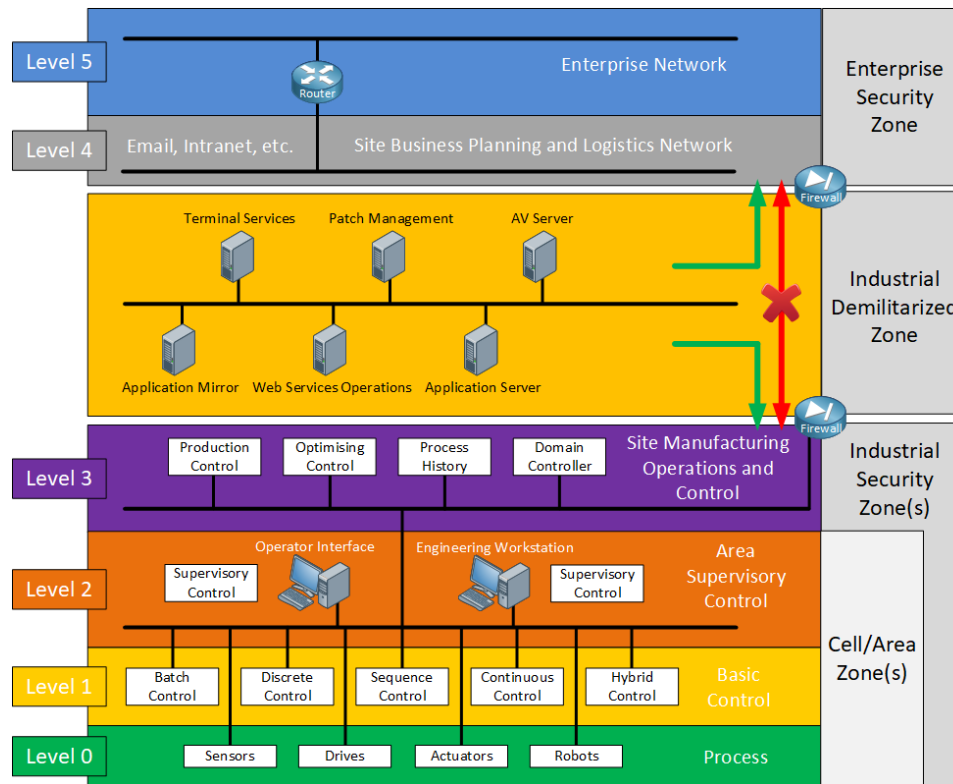 Level 5
Enterprise Network
Router
Enterprise
Security
Zone
Level 4
Email, Intranet, etc.
Site Business Planning and Logistics Network
Firewall
Terminal Services
Patch Management
AV Server
Industrial
Demilitarized
Zone
Application Mirror
Web Services Operations
Application Server
Firewall
Level 3
Production
Control
Optimising
Control
Process
History
Domain
Controller
Site Manufacturing
Operations and
Control
Industrial
Security
Zone(s)
Level 2
Operator Interface
Engineering Workstation
Supervisory
Control
Supervisory
Control
Area
Supervisory
Control
Cell/Area
Zone(s)
Level 1
Batch
Control
Discrete
Control
Sequence
Control
Continuous
Control
Hybrid
Control
Basic
Control
Level 0
Sensors
Drives
Actuators
Robots
Process